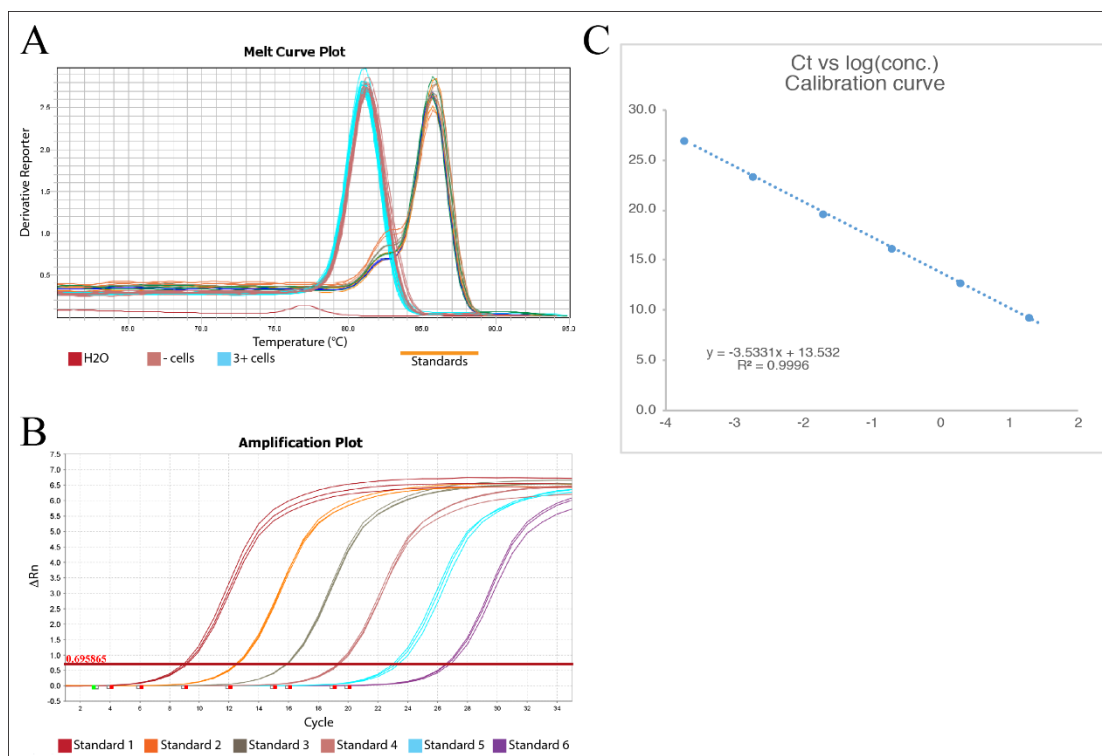 A
Melt Curve Plot
Derivative Reporter
2.5
2.0
1.5
1.0
0.5
65.0 70.0 75.0 80.0 85.0 90.0 95.0
Temperature (°C)
H2O - cells 3+ cells Standards
B
Amplification Plot
ΔRn
7.5
7.0
6.5
6.0
5.5
5.0
4.5
4.0
3.5
3.0
2.5
2.0
1.5
1.0
0.695865
0.5
0.0
-0.5
2 4 6 8 10 12 14 16 18 20 22 24 26 28 30 32 34
Cycle
Standard 1 Standard 2 Standard 3 Standard 4 Standard 5 Standard 6
C
Ct vs log(conc.)
Calibration curve
30.0
25.0
20.0
15.0
10.0
5.0
0.0
y = -3.5331x + 13.532
R² = 0.9996
-4 -3 -2 -1 0 1 2